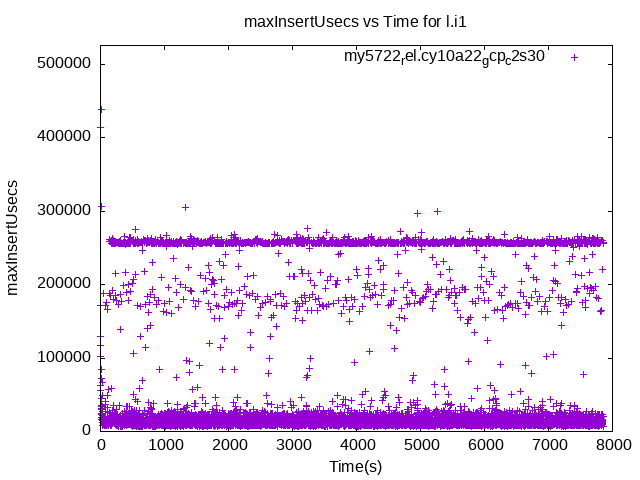 maxInsertUsecs vs Time for l.i1
my5722rel.cy10a22gcpc2s30
500000
400000
300000
200000
100000
0
maxInsertUsecs
0 1000 2000 3000 4000 5000 6000 7000 8000
Time(s)